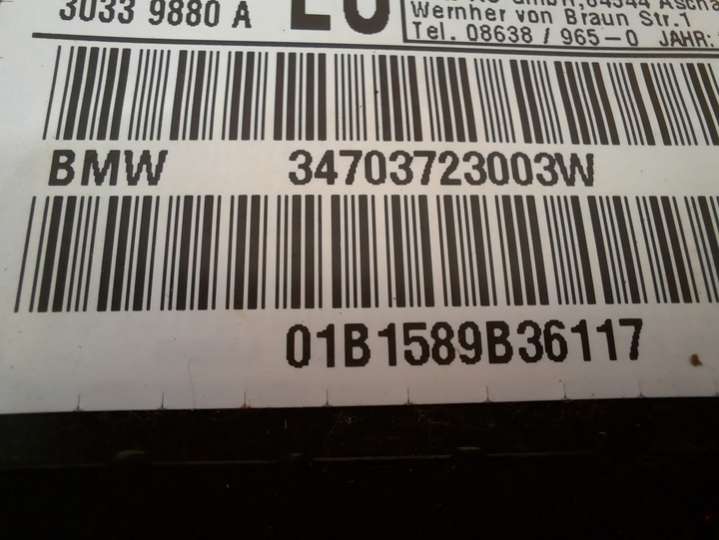 3033 9880 A
Wernher von Braun Str.1
Tel. 08638 / 965-0 JAHR:
BMW 34703723003W
01B1589B36117